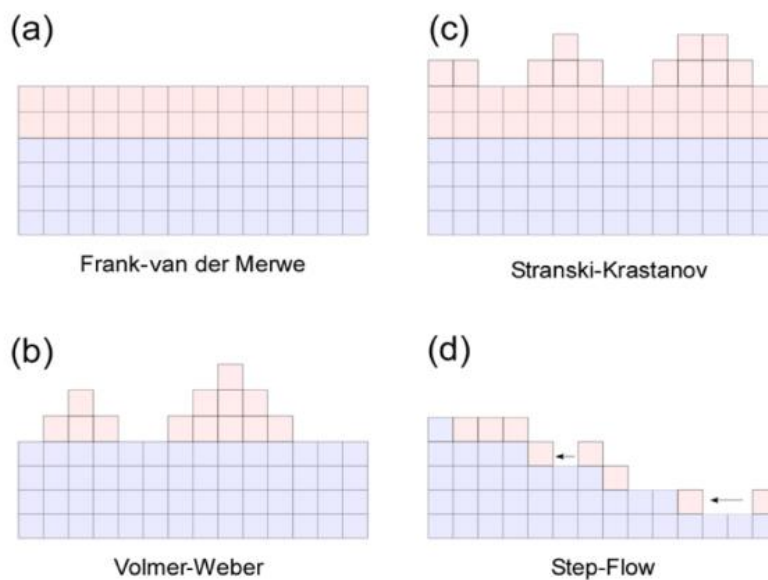 (a)
Frank-van der Merwe
(c)
Stranski-Krastanov
(b)
Volmer-Weber
(d)
Step-Flow